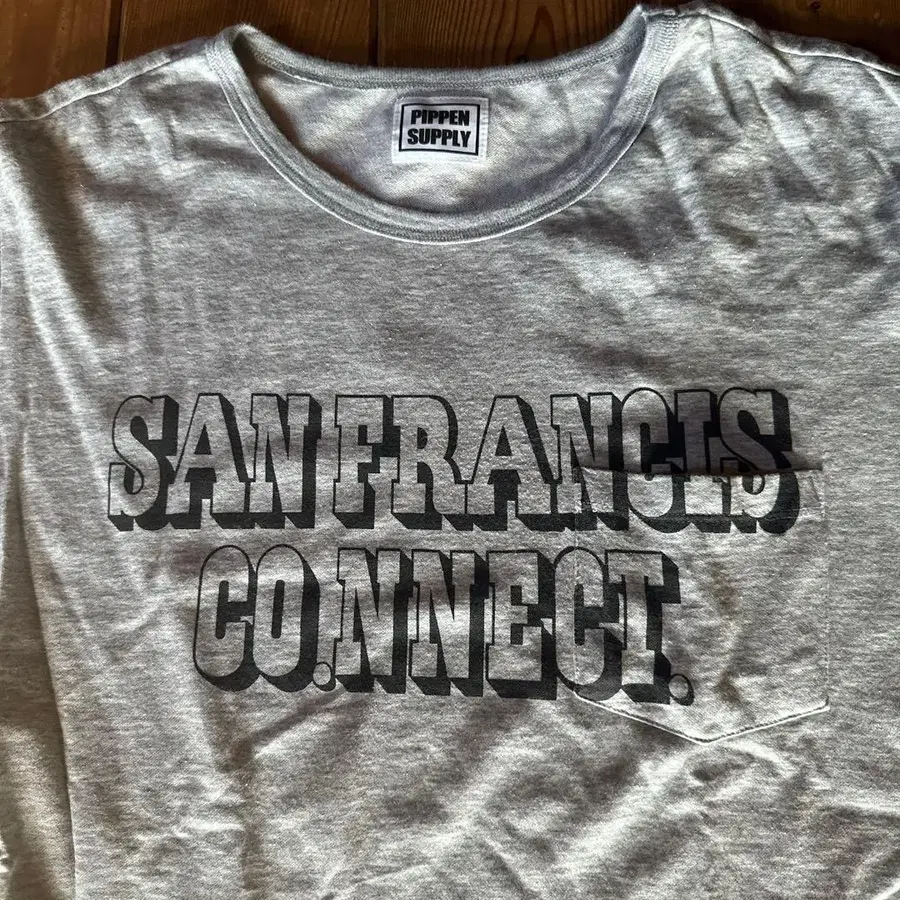 PIPPEN
SUPPLY
SAN FRANCIS
CO.NNECT.